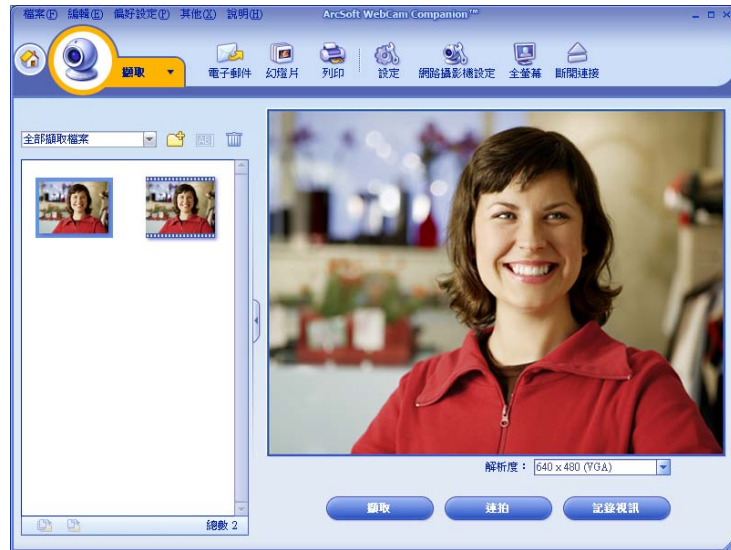 檔案(F) 編輯(E) 偏好設定(P) 其他(X) 說明(H) ArcSoft WebCam Companion™
擷取
電子郵件 幻燈片 列印 設定 網路攝影機設定 全螢幕 斷開連接
全部擷取檔案
AB
解析度： 640 x 480 (VGA)
擷取 連拍 記錄視訊
總數 2